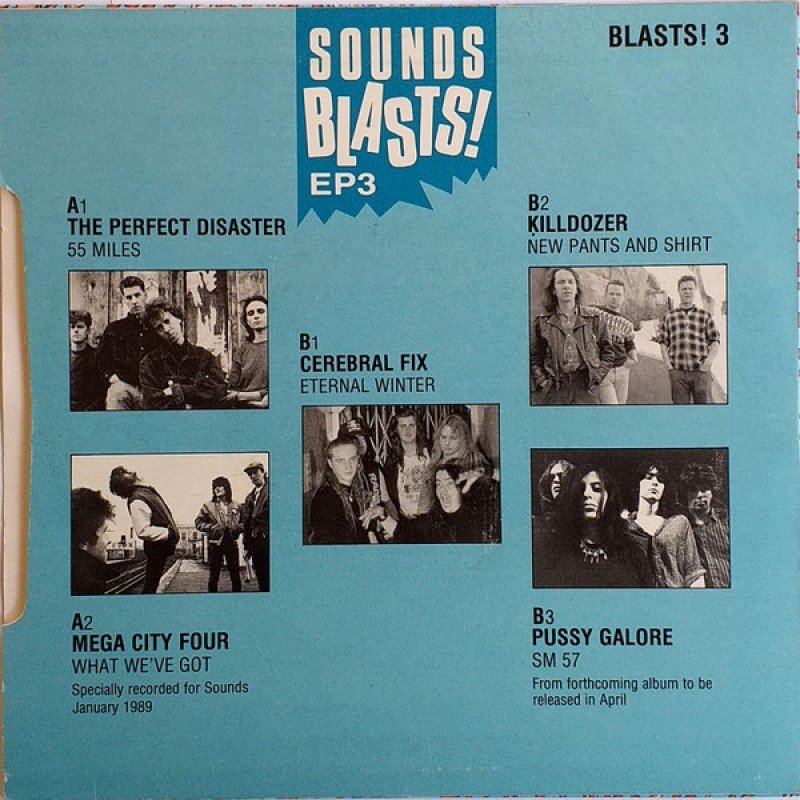 SOUNDS
BLASTS!
EP3
BLASTS! 3
A1
THE PERFECT DISASTER
55 MILES
A2
MEGA CITY FOUR
WHAT WE'VE GOT
Specially recorded for Sounds
January 1989
B1
CEREBRAL FIX
ETERNAL WINTER
B2
KILLDOZER
NEW PANTS AND SHIRT
B3
PUSSY GALORE
SM 57
From forthcoming album to be
released in April